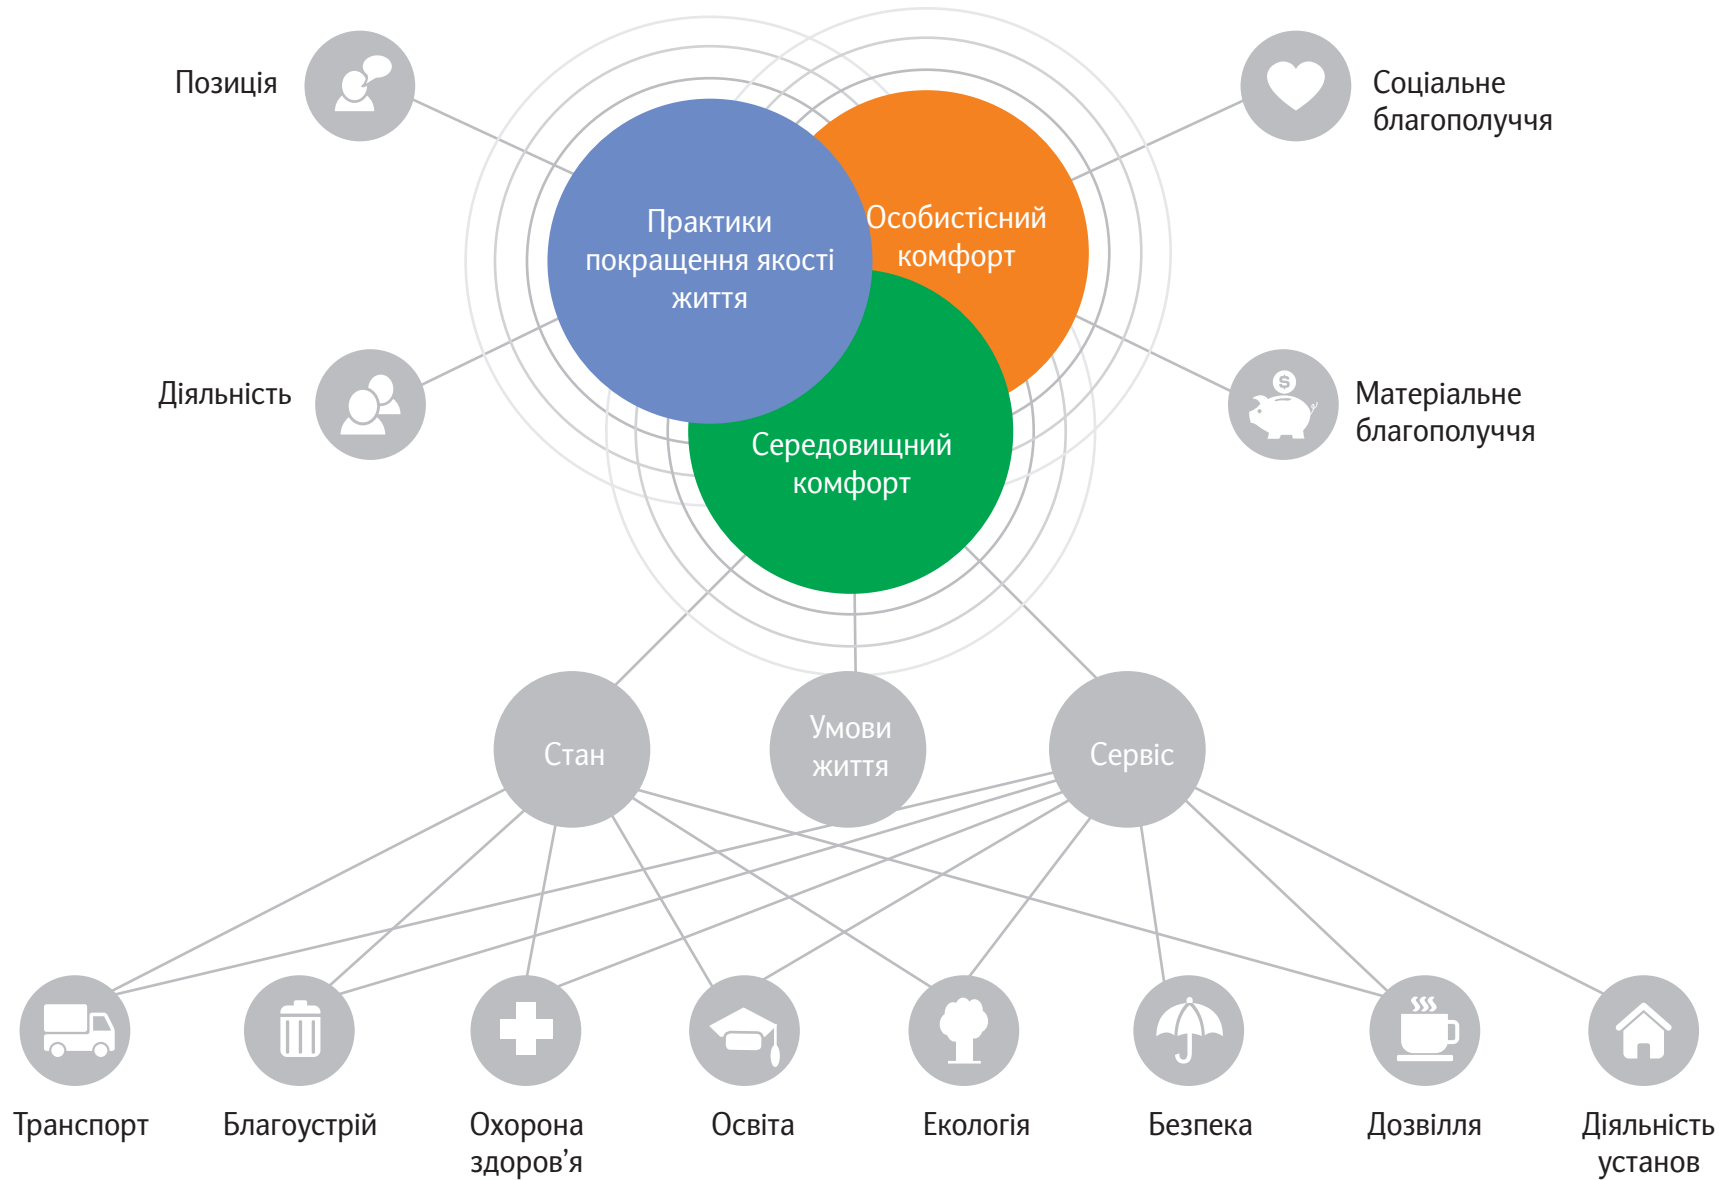 Позиція
Соціальне
благополуччя
Практики
покращення якості
життя
Особистісний
комфорт
Діяльність
$
Матеріальне
благополуччя
Середовищний
комфорт
Стан
Умови
життя
Сервіс
Транспорт
Благоустрій
Охорона
здоров’я
Освіта
Екологія
Безпека
Дозвілля
Діяльність
установ